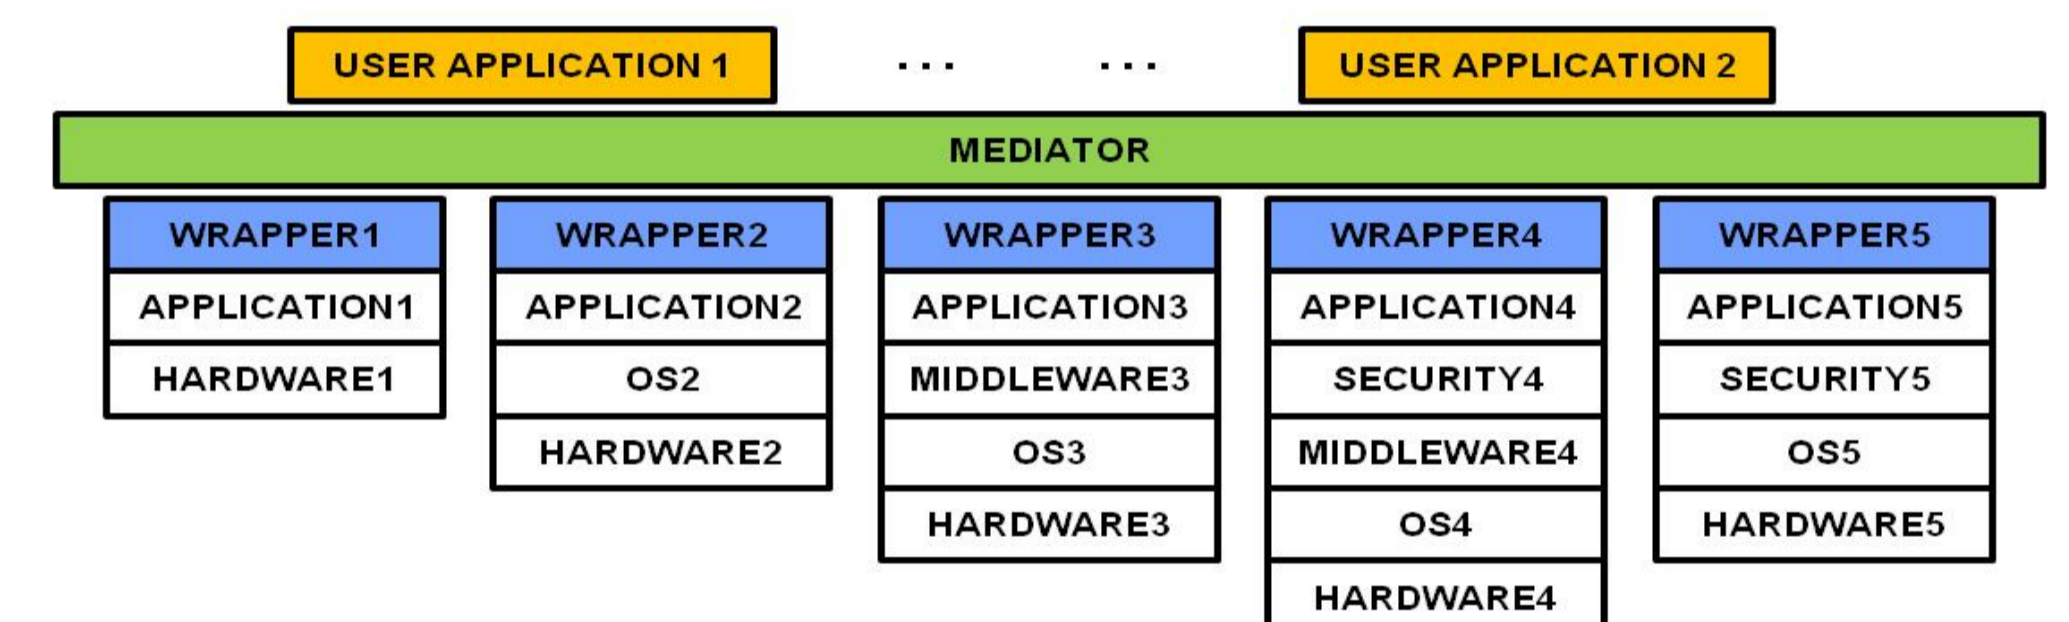 USER APPLICATION 1 ... ... USER APPLICATION 2
MEDIATOR
WRAPPER1 WRAPPER2 WRAPPER3 WRAPPER4 WRAPPER5
APPLICATION1 APPLICATION2 APPLICATION3 APPLICATION4 APPLICATION5
HARDWARE1 OS2 MIDDLEWARE3 SECURITY4 SECURITY5
HARDWARE2 OS3 MIDDLEWARE4 OS5
HARDWARE3 OS4 HARDWARE5
HARDWARE4